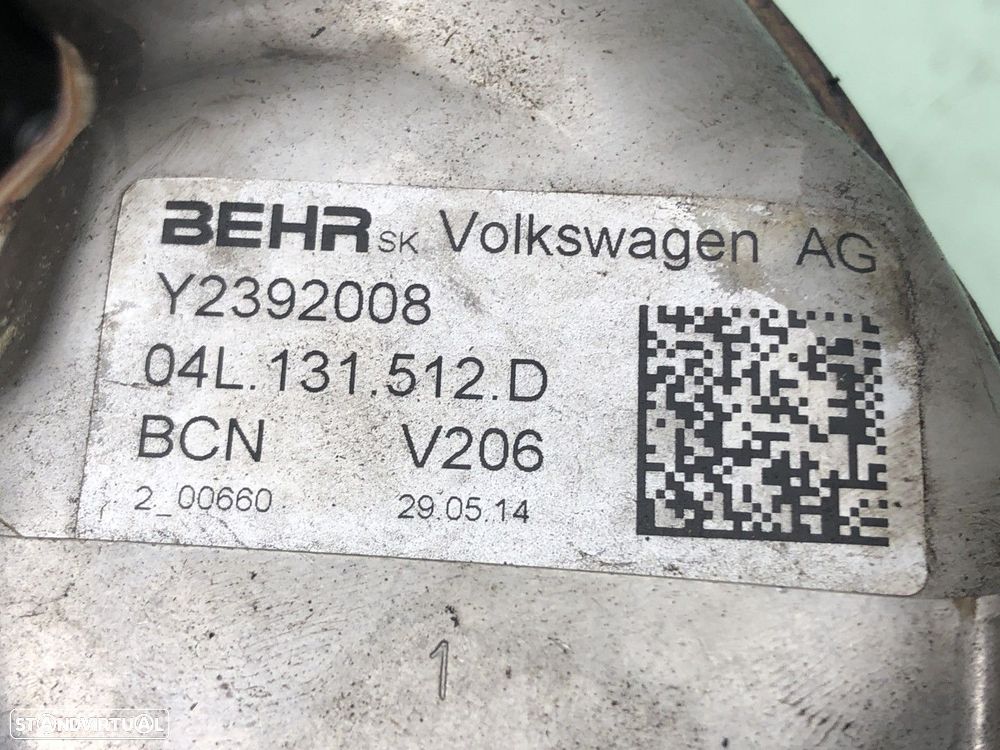 BEHR SK Volkswagen AG
Y2392008
04L.131.512.D
BCN V206
2_00660 29.05.14
1
STANDVIRTUAL